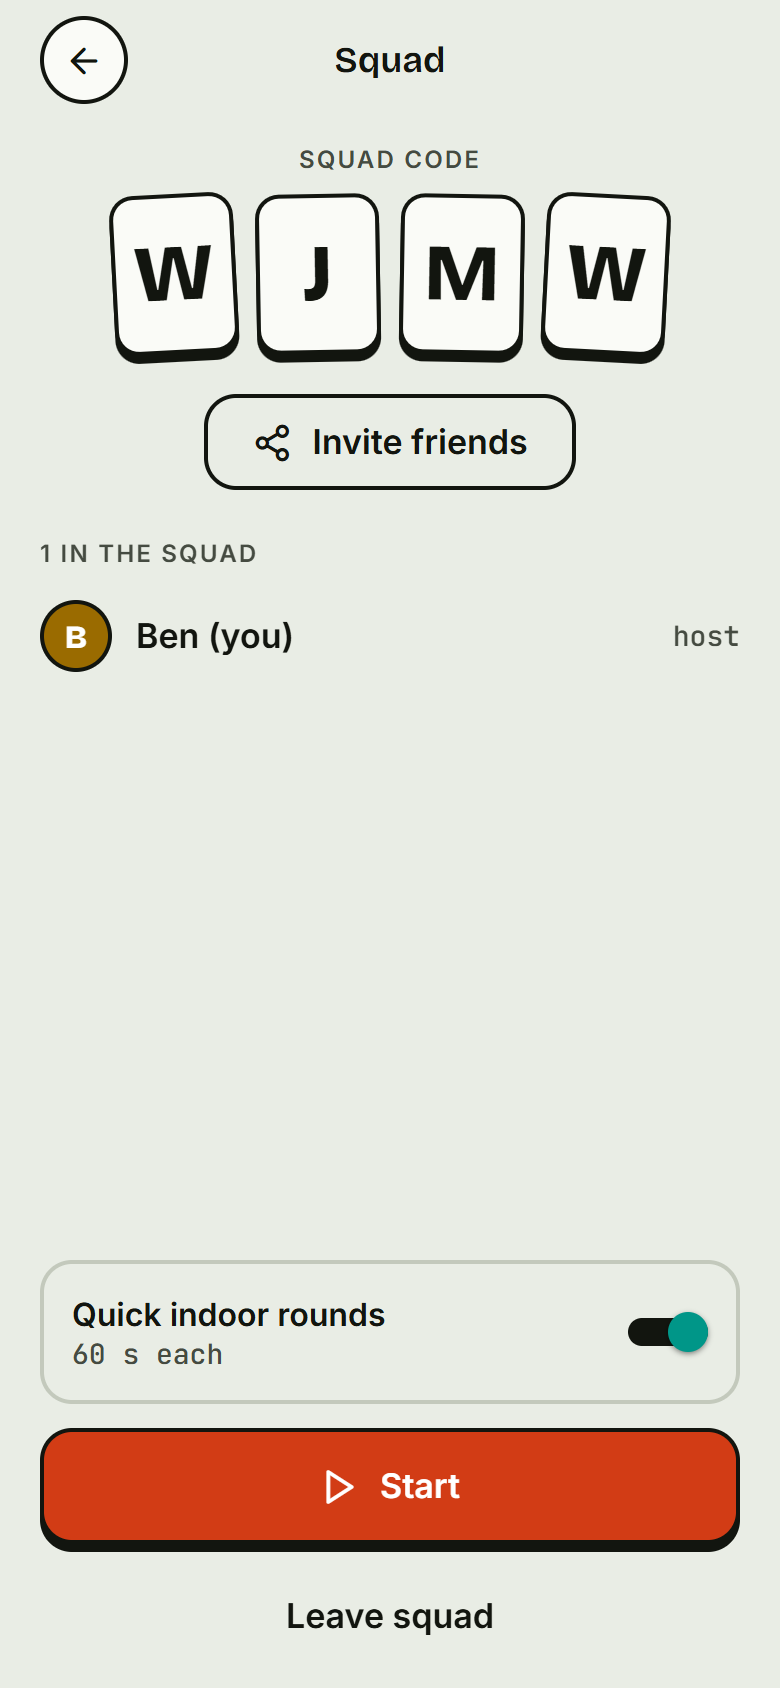 Squad
SQUAD CODE
W J M W
Invite friends
1 IN THE SQUAD
B Ben (you) host
Quick indoor rounds
60 s each
Start
Leave squad